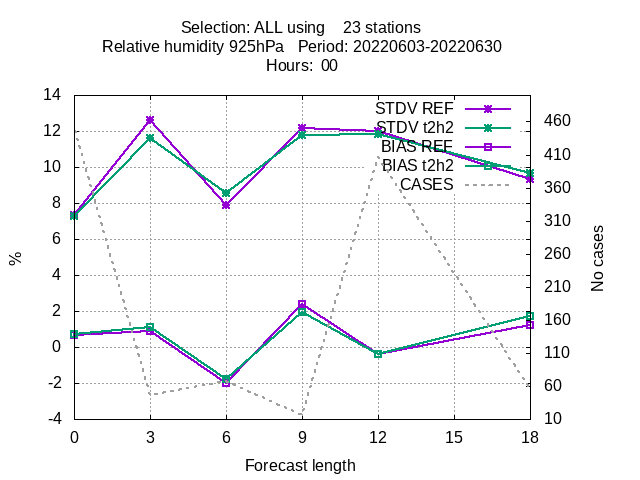 Selection: ALL using    23 stations
Relative humidity 925hPa   Period: 20220603-20220630
Hours:  00
14
12
10
8
6
4
2
0
-2
-4
%
STDV REF
STDV t2h2
BIAS REF
BIAS t2h2
CASES
460
410
360
310
260
210
160
110
60
10
No cases
0 3 6 9 12 15 18
Forecast length